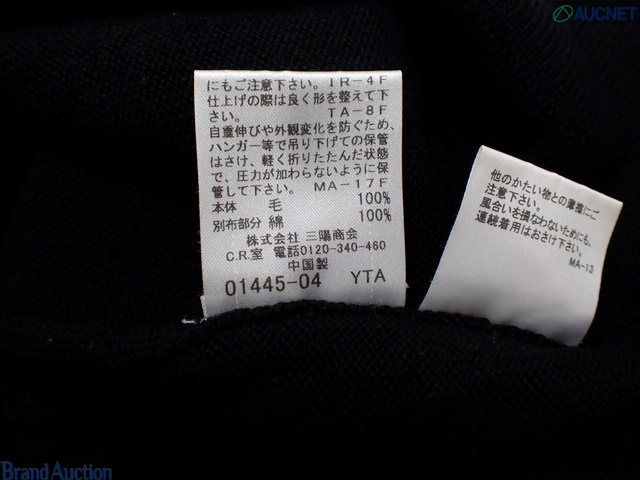 AUCNET
にもご注意下さい。IR-4F
仕上げの際は良く形を整えて下
さい。 TA-8F
自重伸びや外観変化を防ぐため、
ハンガー等で吊り下げての保管
はさけ、軽く折りたたんだ状態
で、圧力が加わらないように保
管して下さい。 MA-17F
本体 毛 100%
別布部分 綿 100%
株式会社 三陽商会
C.R.室 電話0120-340-460
中国製
01445-04 YTA
他のかたい物との摩擦にご
注意下さい。
風合いを損なわないためにも、
連続着用はおさけ下さい。
MA-13
Brand Auction